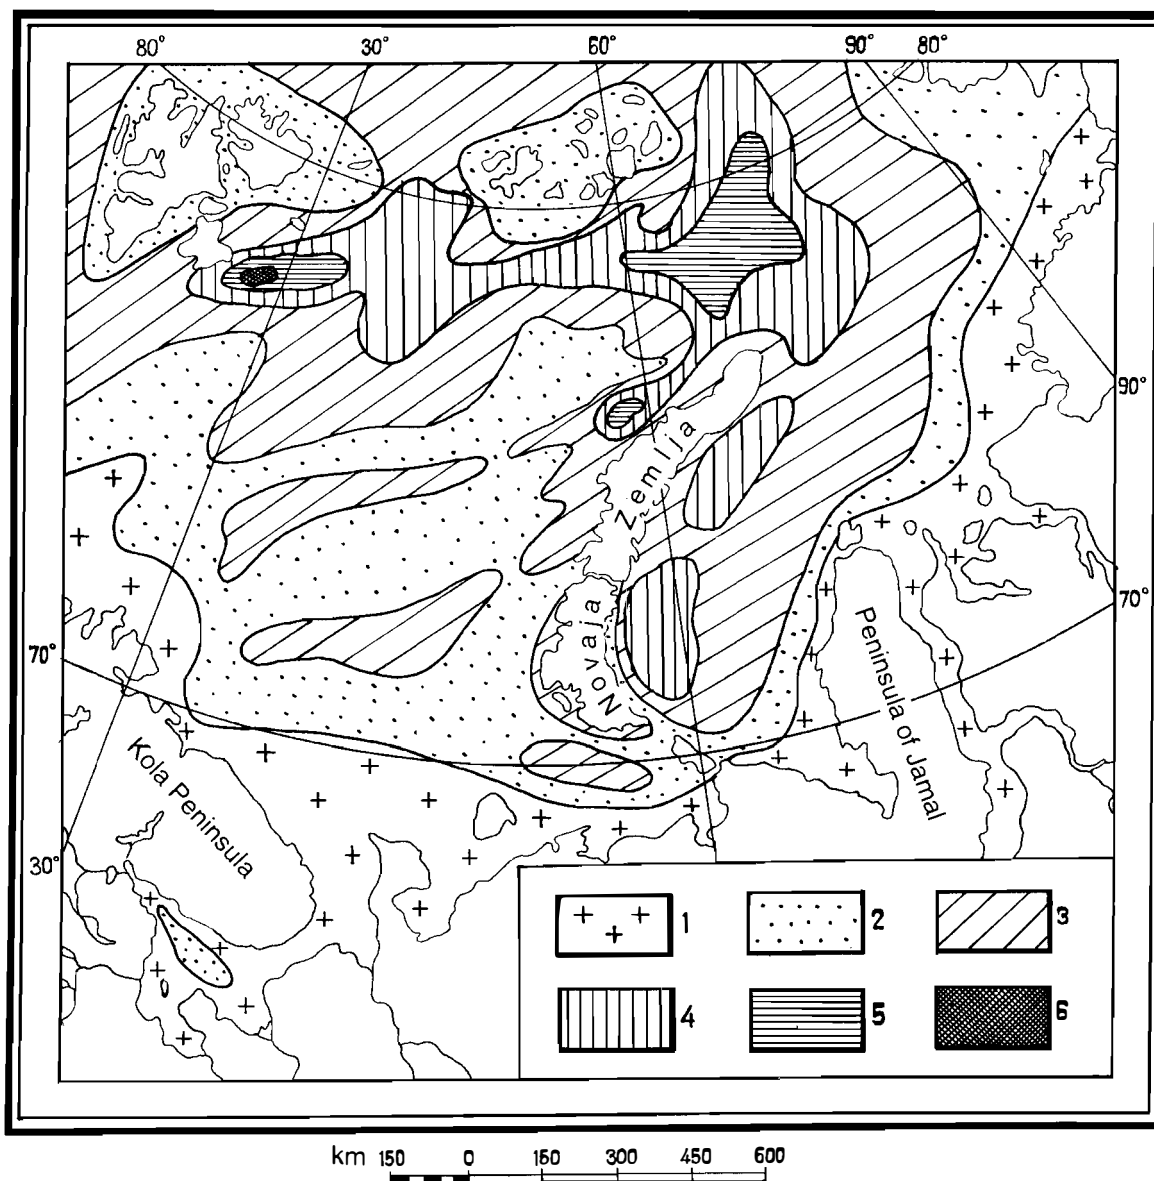 80° 30° 60° 90° 80°
90°
Zemlja
70°
Novaja
70°
Peninsula of Jamal
Kola Peninsula
30°
1 2 3
4 5 6
km 150 0 150 300 450 600